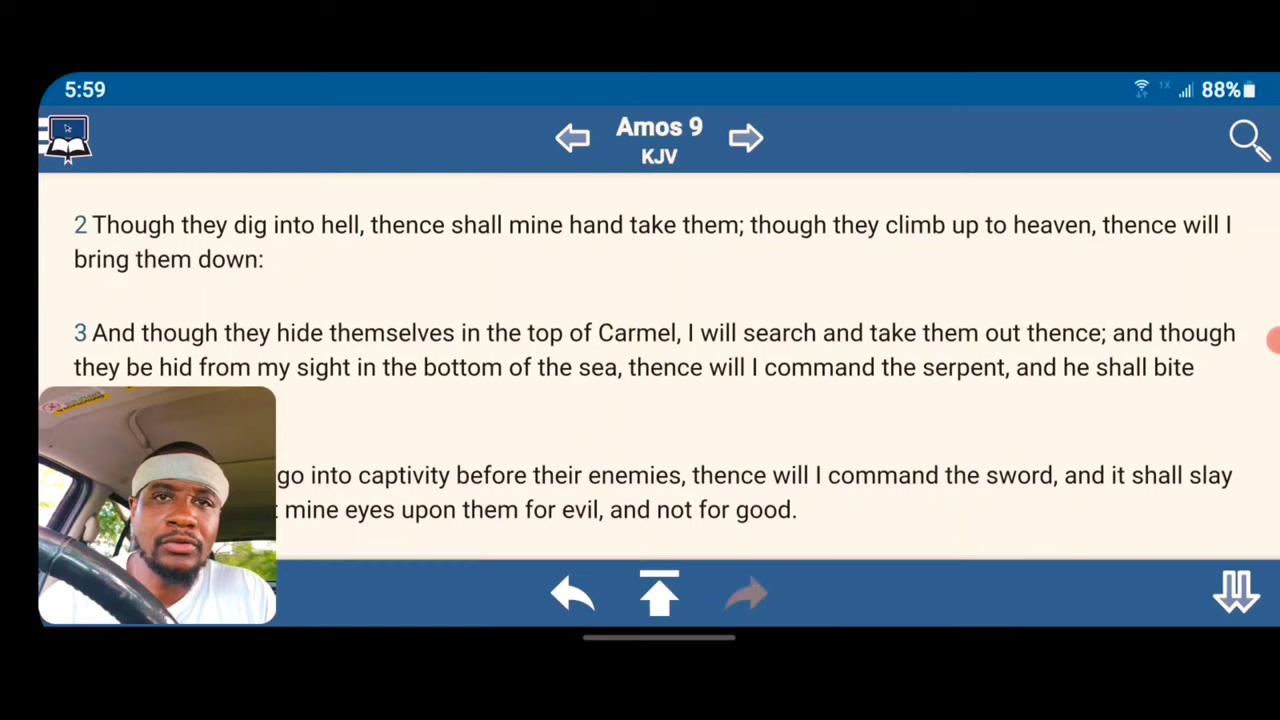 5:59
1X
88%
Amos 9
KJV
2 Though they dig into hell, thence shall mine hand take them; though they climb up to heaven, thence will I
bring them down:
3 And though they hide themselves in the top of Carmel, I will search and take them out thence; and though
they be hid from my sight in the bottom of the sea, thence will I command the serpent, and he shall bite
go into captivity before their enemies, thence will I command the sword, and it shall slay
mine eyes upon them for evil, and not for good.